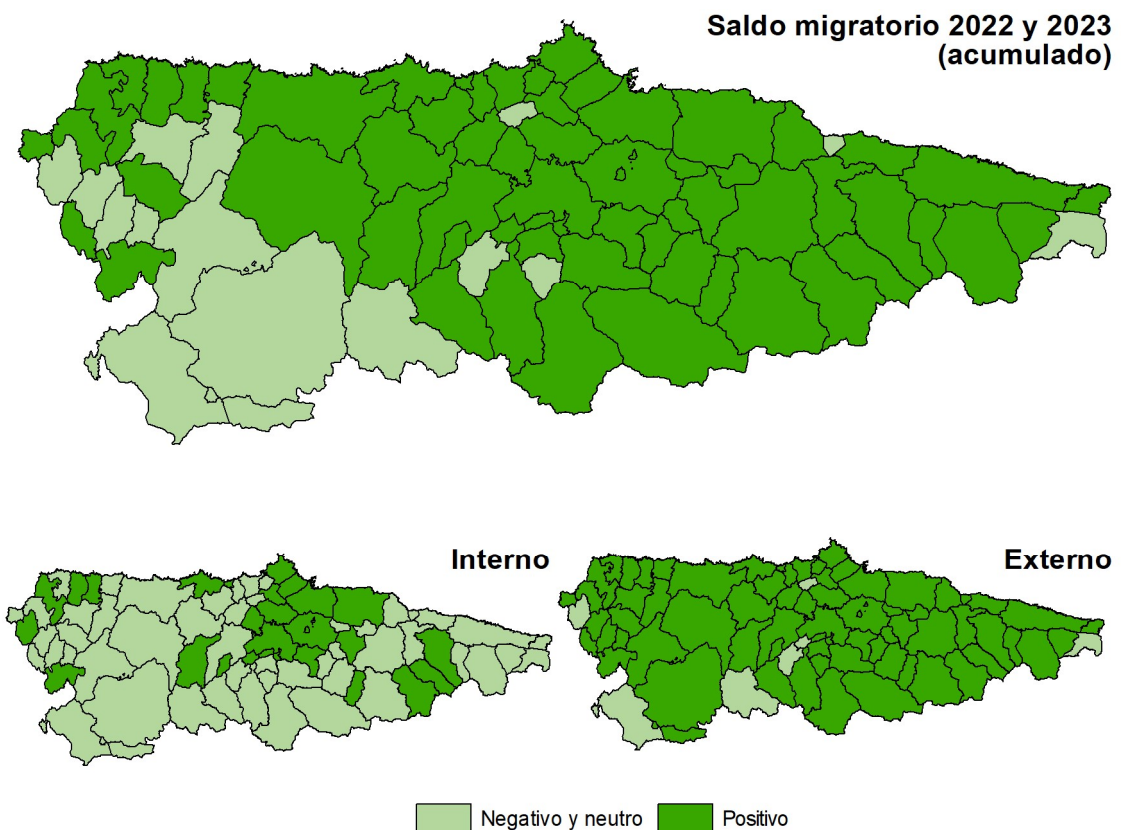 Saldo migratorio 2022 y 2023
(acumulado)
Interno
Externo
Negativo y neutro
Positivo